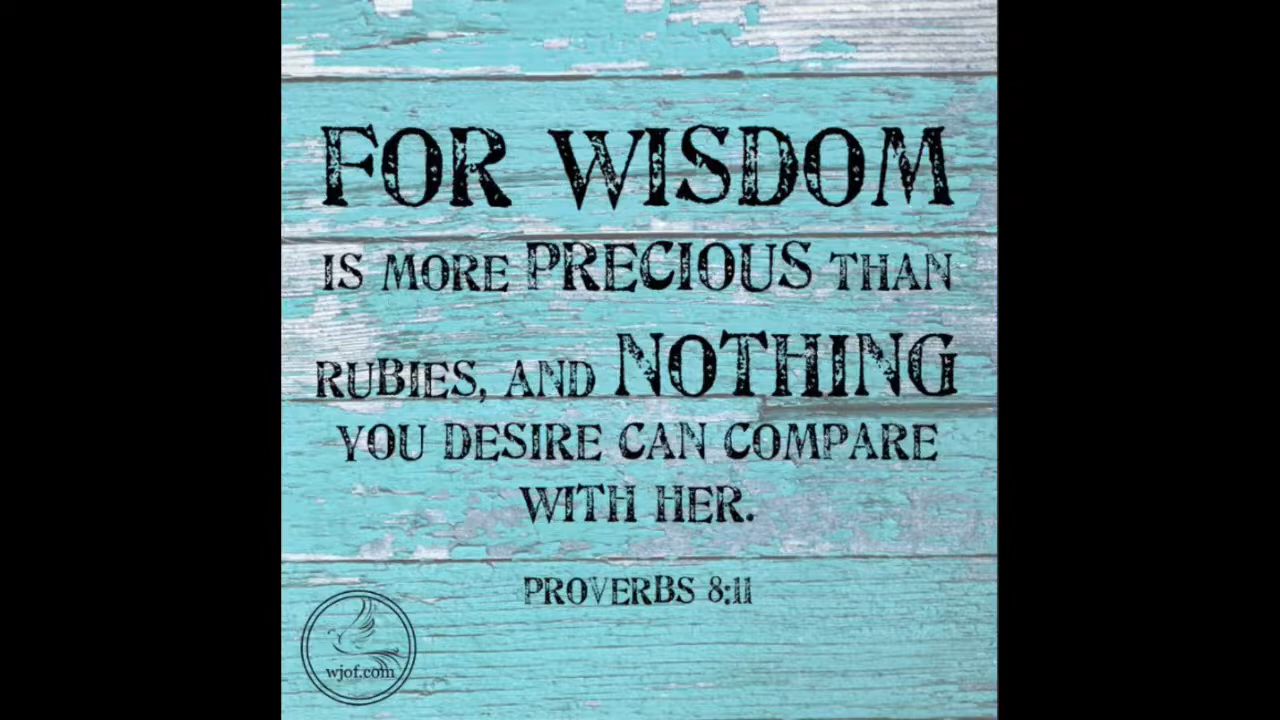 FOR WISDOM
IS MORE PRECIOUS THAN
RUBIES, AND NOTHING
YOU DESIRE CAN COMPARE
WITH HER.
PROVERBS 8:11
wjof.com